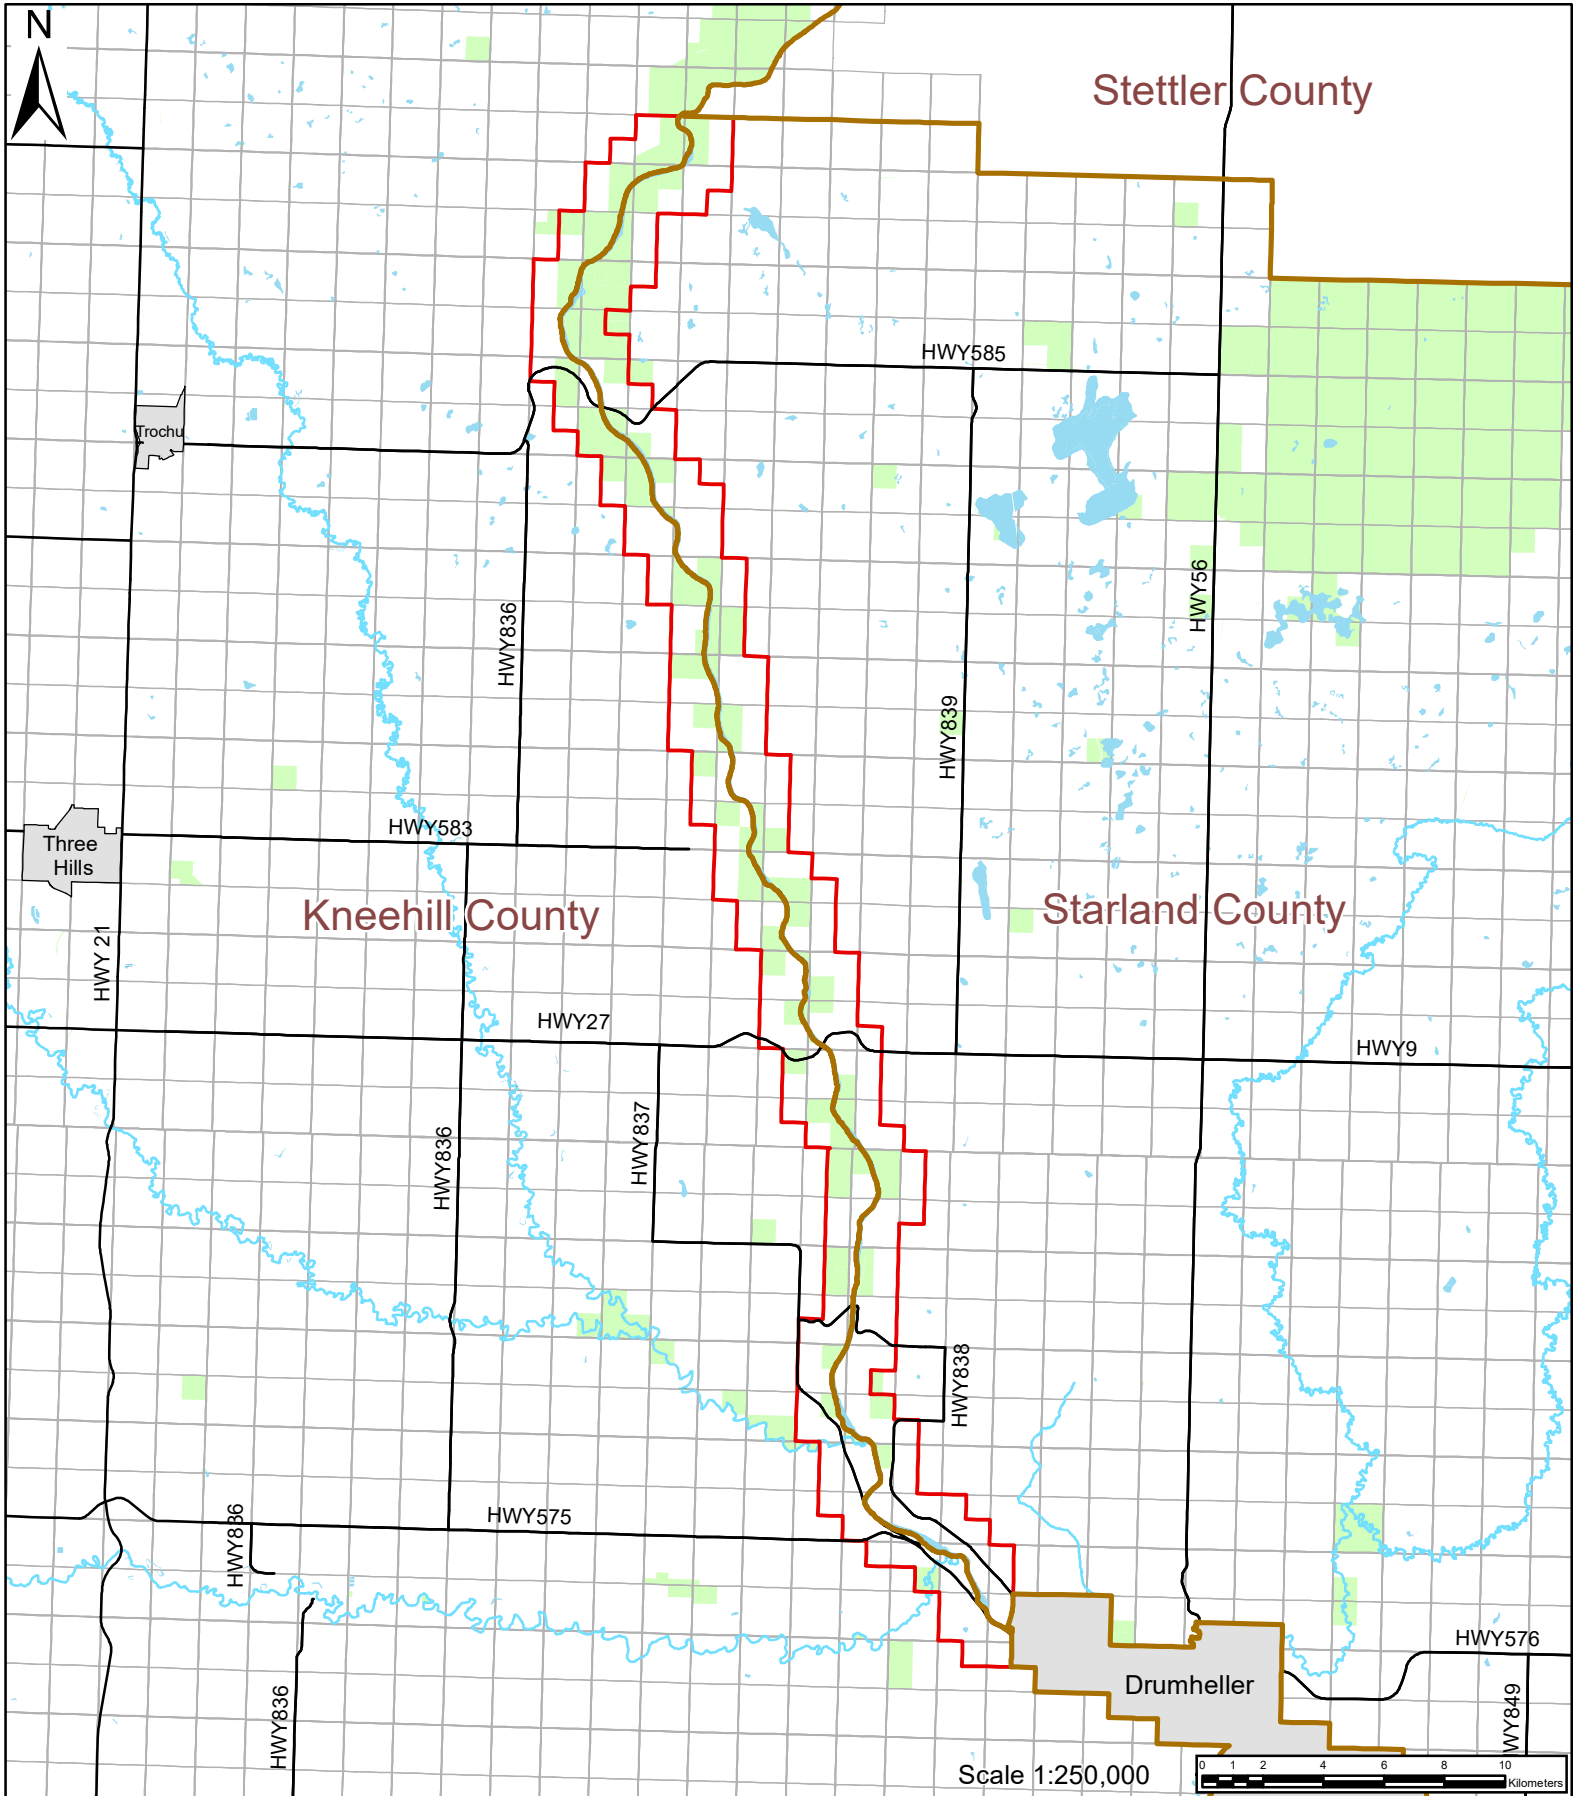 N
Stettler County
HWY585
Trochu
HWY56
HWY836
HWY839
HWY583
Three
Hills
Kneehill County
Starland County
HWY 21
HWY27
HWY9
HWY837
HWY836
HWY838
HWY575
HWY836
HWY576
Drumheller
HWY836
WY849
Scale 1:250,000
0 1 2 4 6 8 10
Kilometers